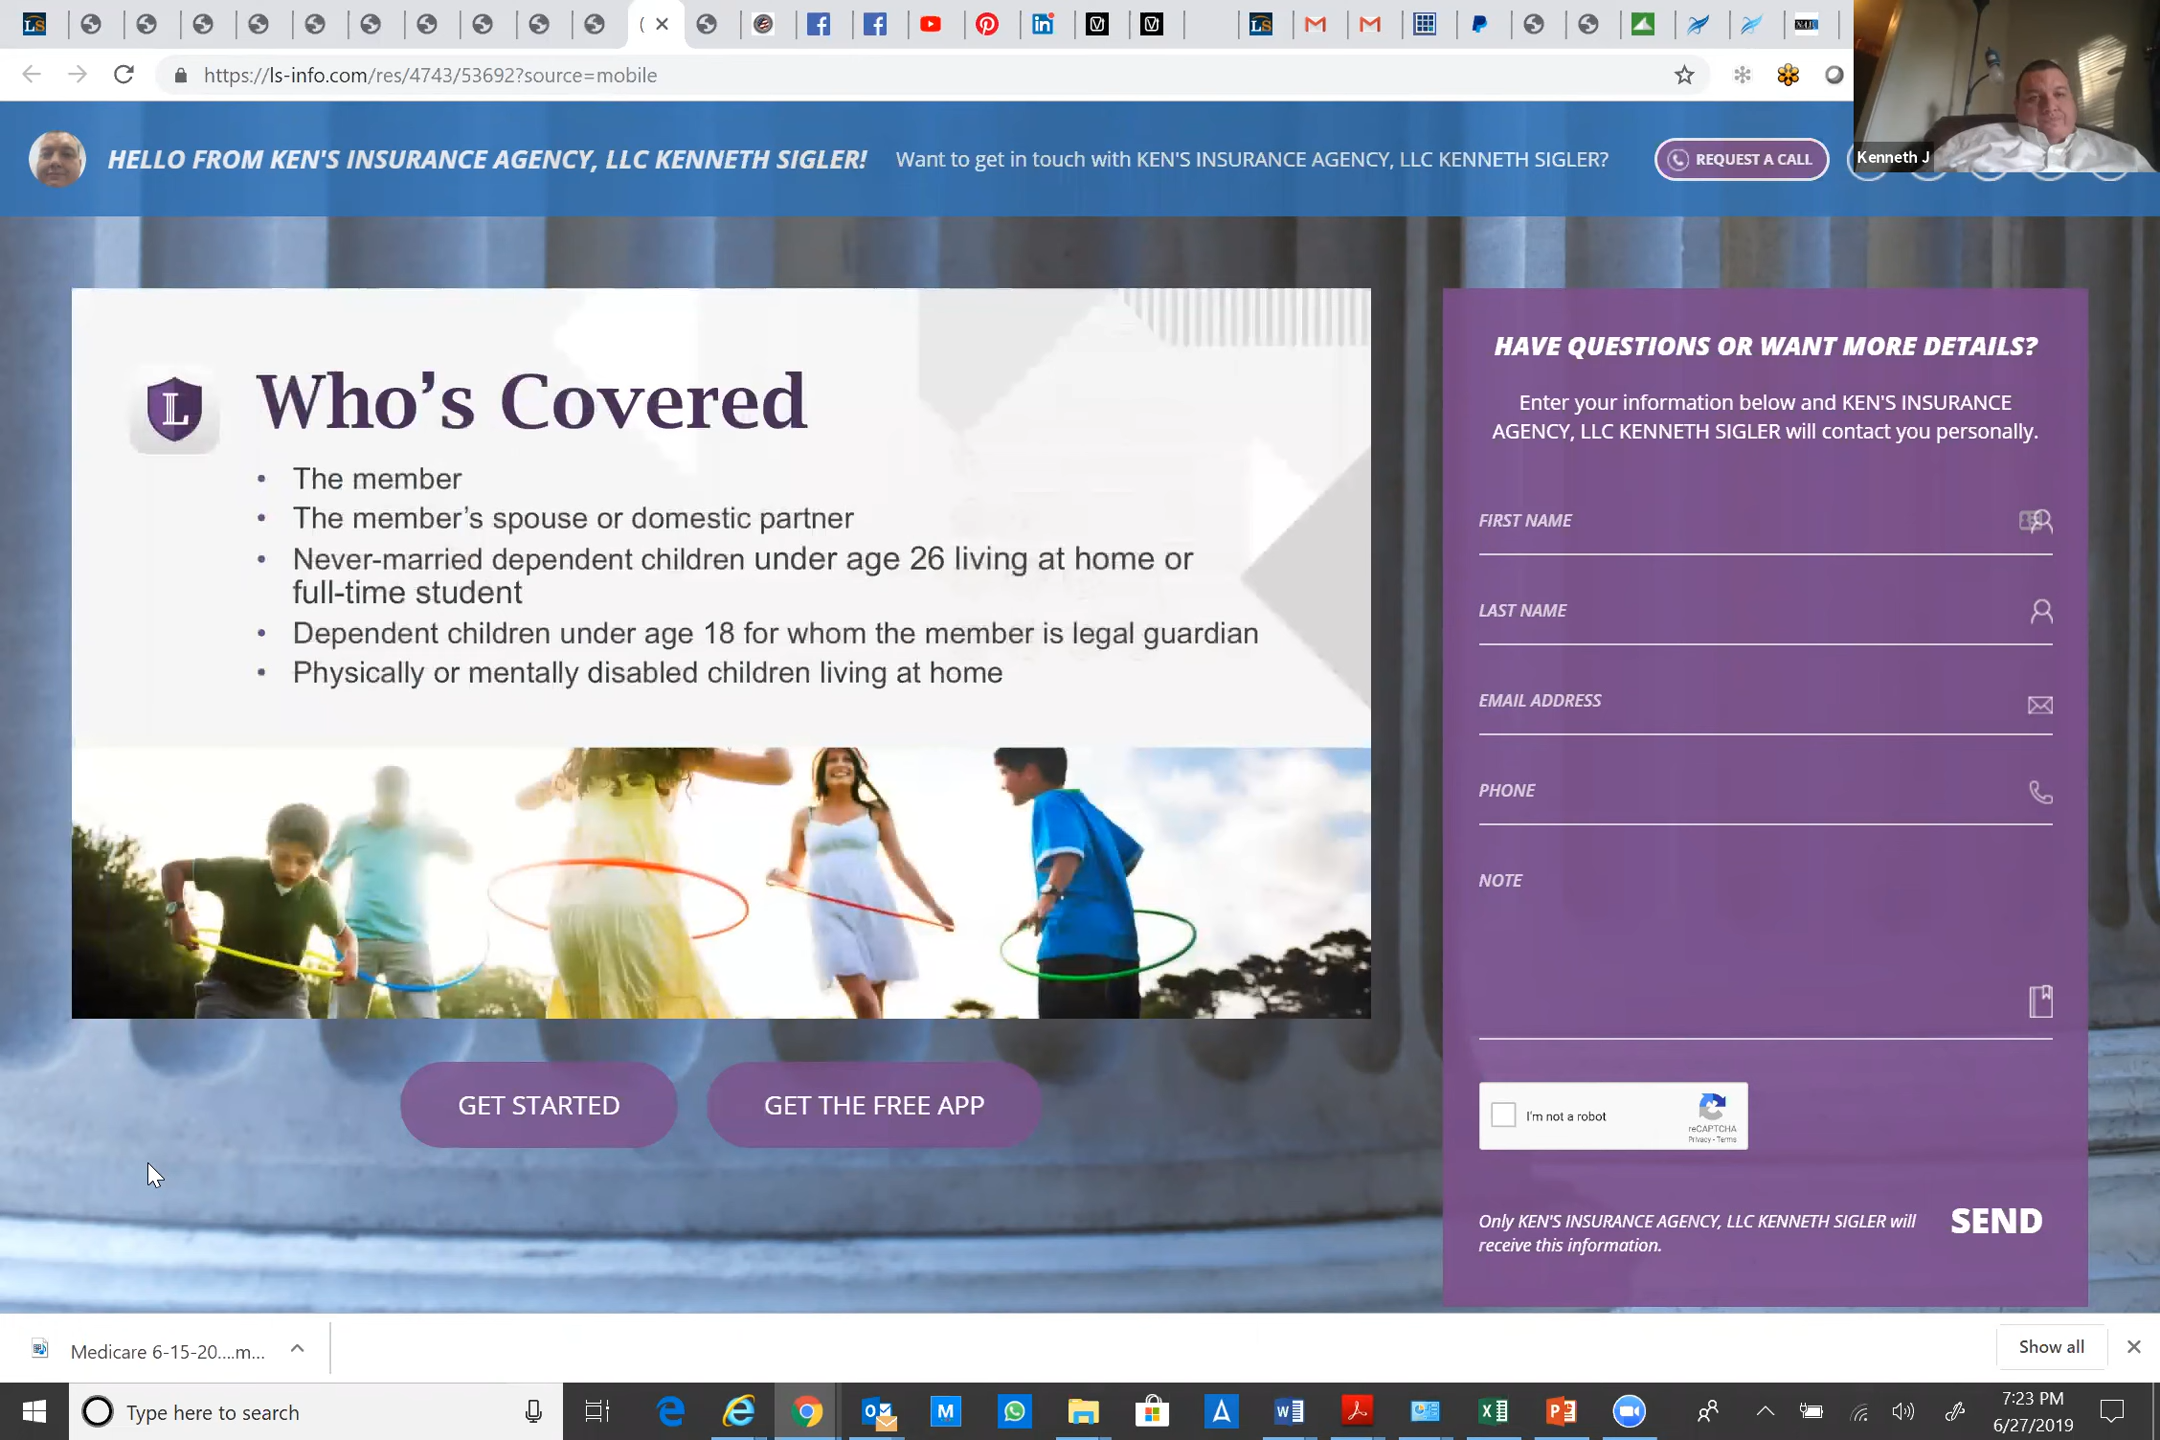 https://ls-info.com/res/4743/53692?source=mobile
HELLO FROM KEN'S INSURANCE AGENCY, LLC KENNETH SIGLER!
Want to get in touch with KEN'S INSURANCE AGENCY, LLC KENNETH SIGLER?
REQUEST A CALL
Kenneth J
L
Who's Covered
• The member
• The member's spouse or domestic partner
• Never-married dependent children under age 26 living at home or
full-time student
• Dependent children under age 18 for whom the member is legal guardian
• Physically or mentally disabled children living at home
GET STARTED
GET THE FREE APP
HAVE QUESTIONS OR WANT MORE DETAILS?
Enter your information below and KEN'S INSURANCE
AGENCY, LLC KENNETH SIGLER will contact you personally.
FIRST NAME
LAST NAME
EMAIL ADDRESS
PHONE
NOTE
I'm not a robot
reCAPTCHA
Privacy - Terms
Only KEN'S INSURANCE AGENCY, LLC KENNETH SIGLER will
receive this information.
SEND
Medicare 6-15-20....m...
Show all
Type here to search
7:23 PM
6/27/2019